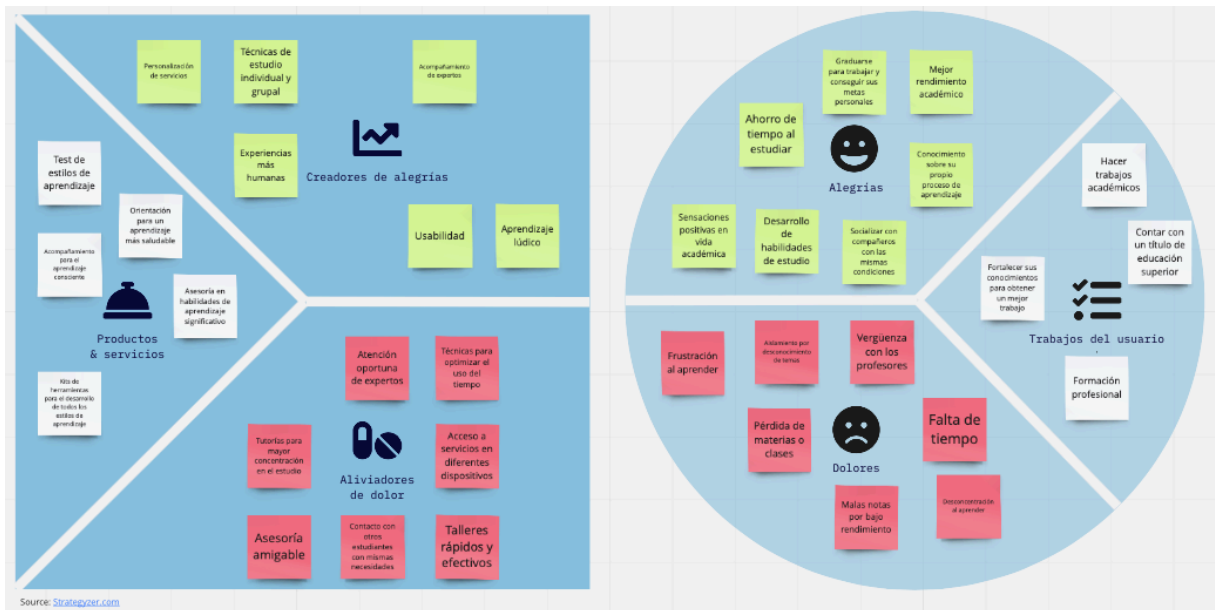 Personalización
de servicios
Técnicas de
estudio
individual y
grupal
Acompañamiento
de expertos
Experiencias
más
humanas
Creadores de alegrías
Usabilidad
Aprendizaje
lúdico
Test de
estilos de
aprendizaje
Orientación
para un
aprendizaje
más saludable
Acompañamiento
para el
aprendizaje
consciente
Asesoría en
habilidades de
aprendizaje
significativo
Productos
& servicios
Kits de
herramientas
para el desarrollo
de todos los
estilos de
aprendizaje
Atención
oportuna
de expertos
Técnicas para
optimizar el
uso del
tiempo
Tutorías para
mayor
concentración
en el estudio
Acceso a
servicios en
diferentes
dispositivos
Aliviadores
de dolor
Asesoría
amigable
Contacto con
otros
estudiantes
con mismas
necesidades
Talleres
rápidos y
efectivos
Source: Strategyzer.com
Graduarse
para trabajar y
conseguir sus
metas
personales
Mejor
rendimiento
académico
Ahorro de
tiempo al
estudiar
Alegrías
Conocimiento
sobre su
propio
proceso de
aprendizaje
Sensaciones
positivas en
vida
académica
Desarrollo
de
habilidades
de estudio
Socializar con
compañeros
con las
mismas
condiciones
Hacer
trabajos
académicos
Contar con
un título de
educación
superior
Fortalecer sus
conocimientos
para obtener
un mejor
trabajo
Trabajos del usuario
.
Formación
profesional
Frustración
al aprender
Aislamiento por
desconocimiento
de temas
Vergüenza
con los
profesores
Pérdida de
materias o
clases
Dolores
Falta de
tiempo
Malas notas
por bajo
rendimiento
Desconcentración
al aprender